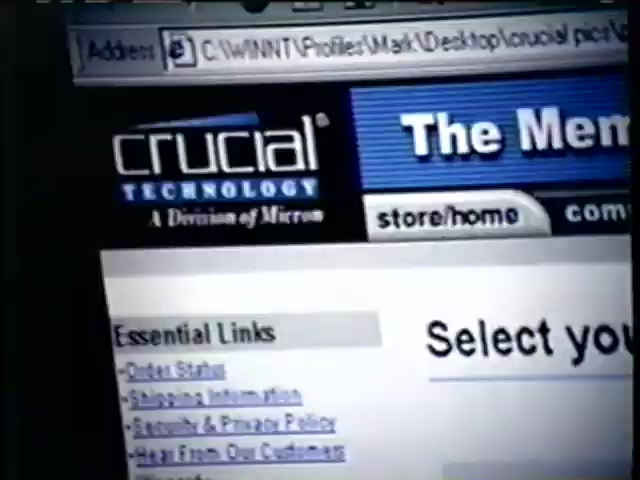 Address C:\WINNT\Profiles\Mark\Desktop\crucial pics\
crucial®
The Mem
TECHNOLOGY
A Division of Micron
store/home
com
Essential Links
Select you
-Order Status
-Shipping Information
-Security & Privacy Policy
-Hear From Our Customers